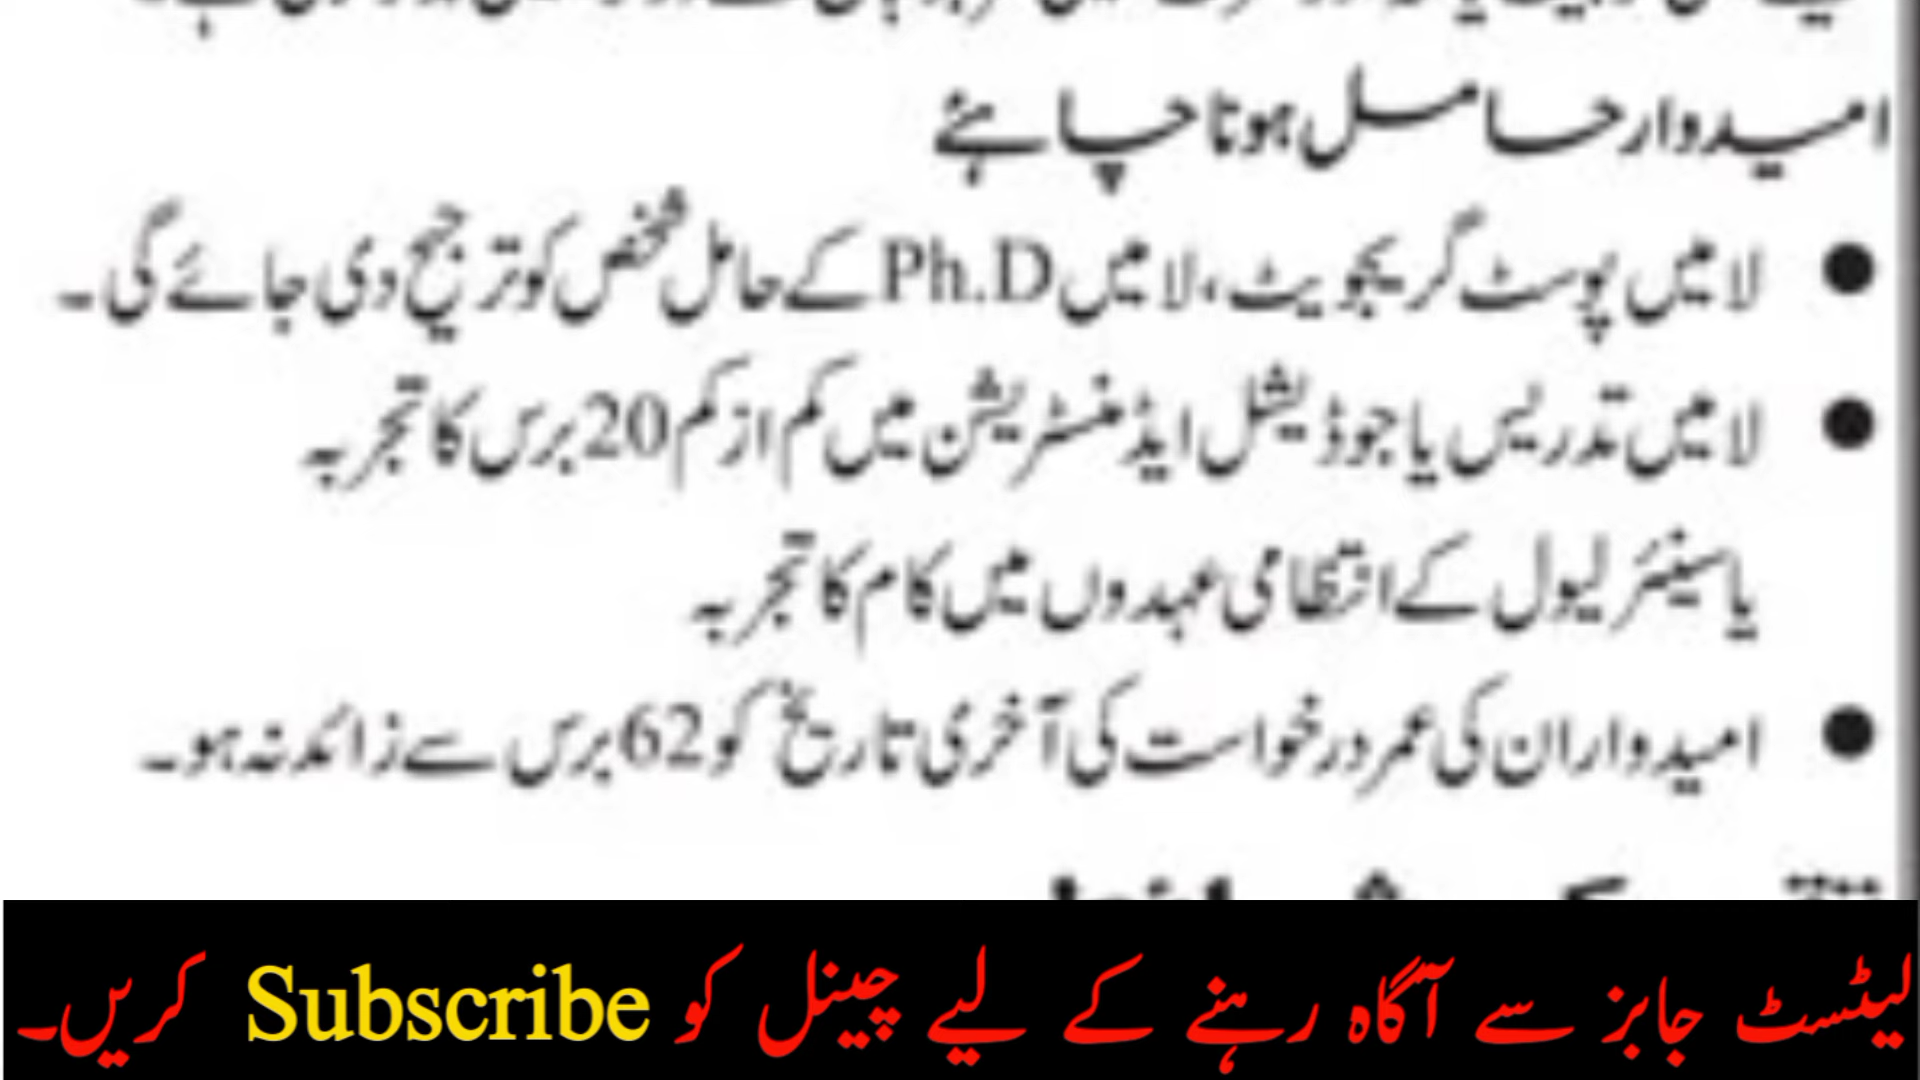 امیدوار حامل ہونا چاہئے
● لا میں پوسٹ گریجویٹ، لا میں Ph.D کے حامل شخص کو ترجیح دی جائے گی۔
● لا میں تدریس یا جوڈیشل ایڈمنسٹریشن میں کم از کم 20 برس کا تجربہ
یا سینئر لیول کے انتظامی عہدوں میں کام کا تجربہ
● امیدواران کی عمر درخواست کی آخری تاریخ کو 62 برس سے زائد نہ ہو۔
لیٹسٹ جابز سے آگاہ رہنے کے لیے چینل کو Subscribe کریں۔